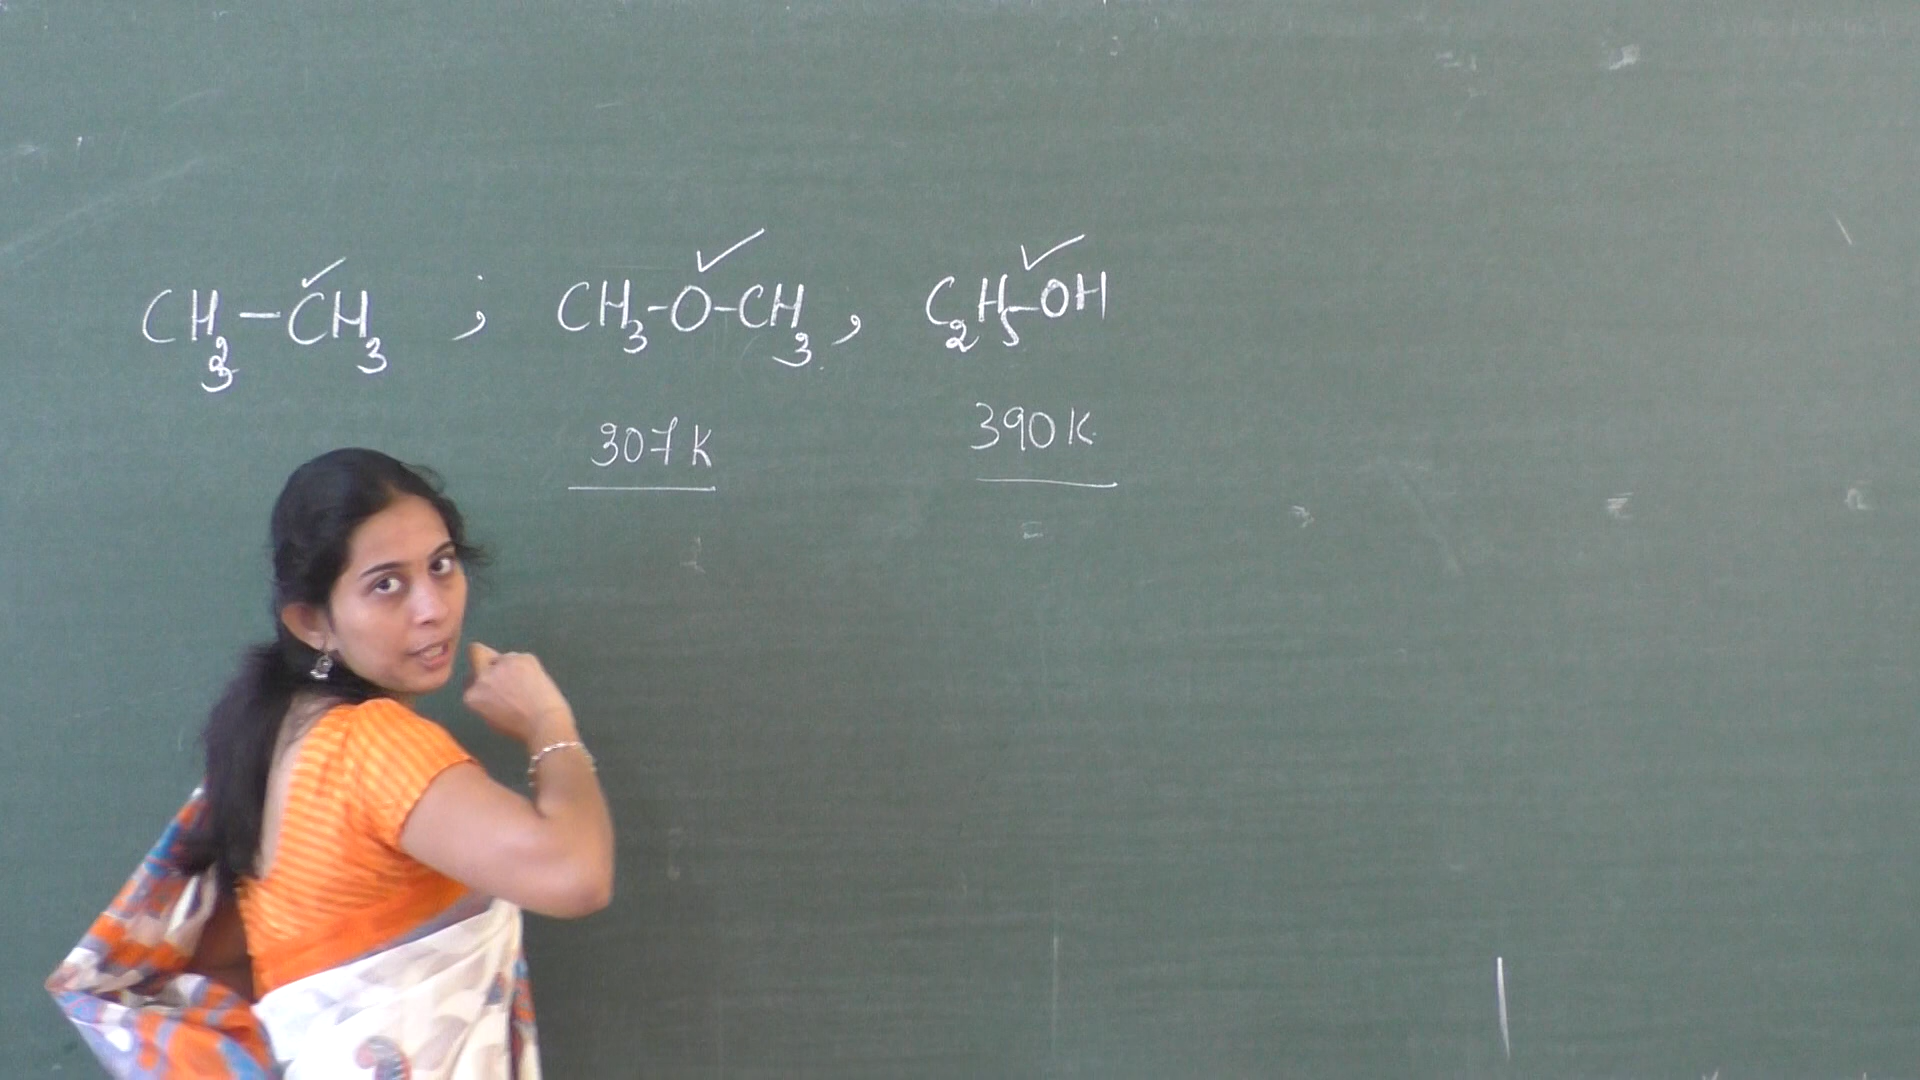 CH₃–CH₃ ; CH₃–O–CH₃ , C₂H₅–OH
307 K 390 K